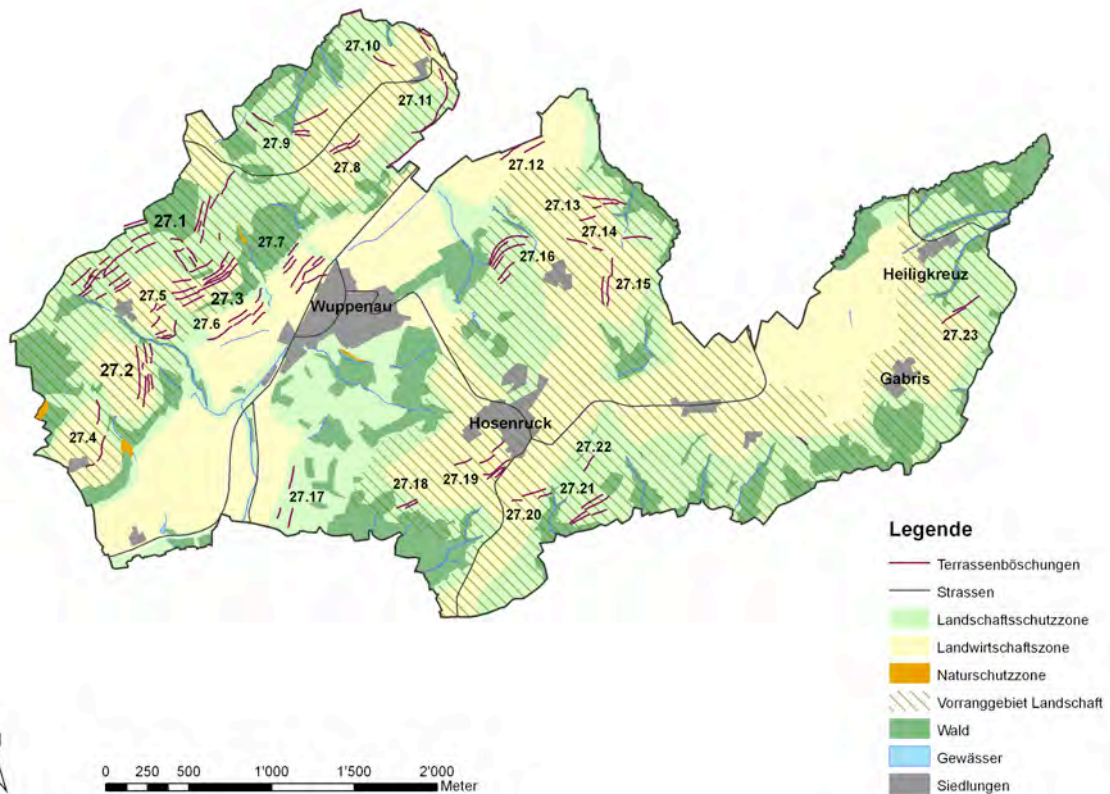 27.10
27.11
27.9
27.8
27.12
27.1
27.7
27.13
27.14
27.16
27.15
27.5
27.3
27.6
Wuppenau
Heiligkreuz
27.23
27.2
Gabris
27.4
Hosenruck
27.22
27.19
27.18
27.21
27.17
27.20
Legende
Terrassenböschungen
Strassen
Landschaftsschutzzone
Landwirtschaftszone
Naturschutzzone
Vorranggebiet Landschaft
Wald
Gewässer
Siedlungen
0 250 500 1'000 1'500 2'000
Meter